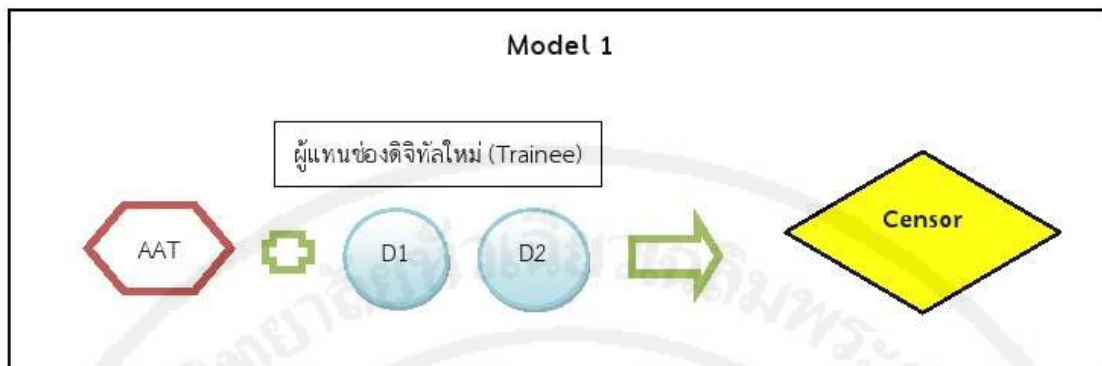 Model 1
ผู้แทนช่องดิจิทัลใหม่ (Trainee)
AAT
D1
D2
Censor